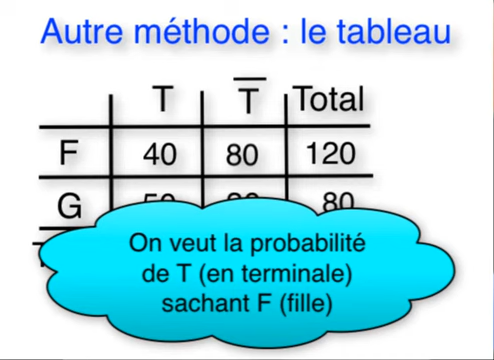 Autre méthode : le tableau
T T̅ Total
F 40 80 120
G 80
On veut la probabilité
de T (en terminale)
sachant F (fille)